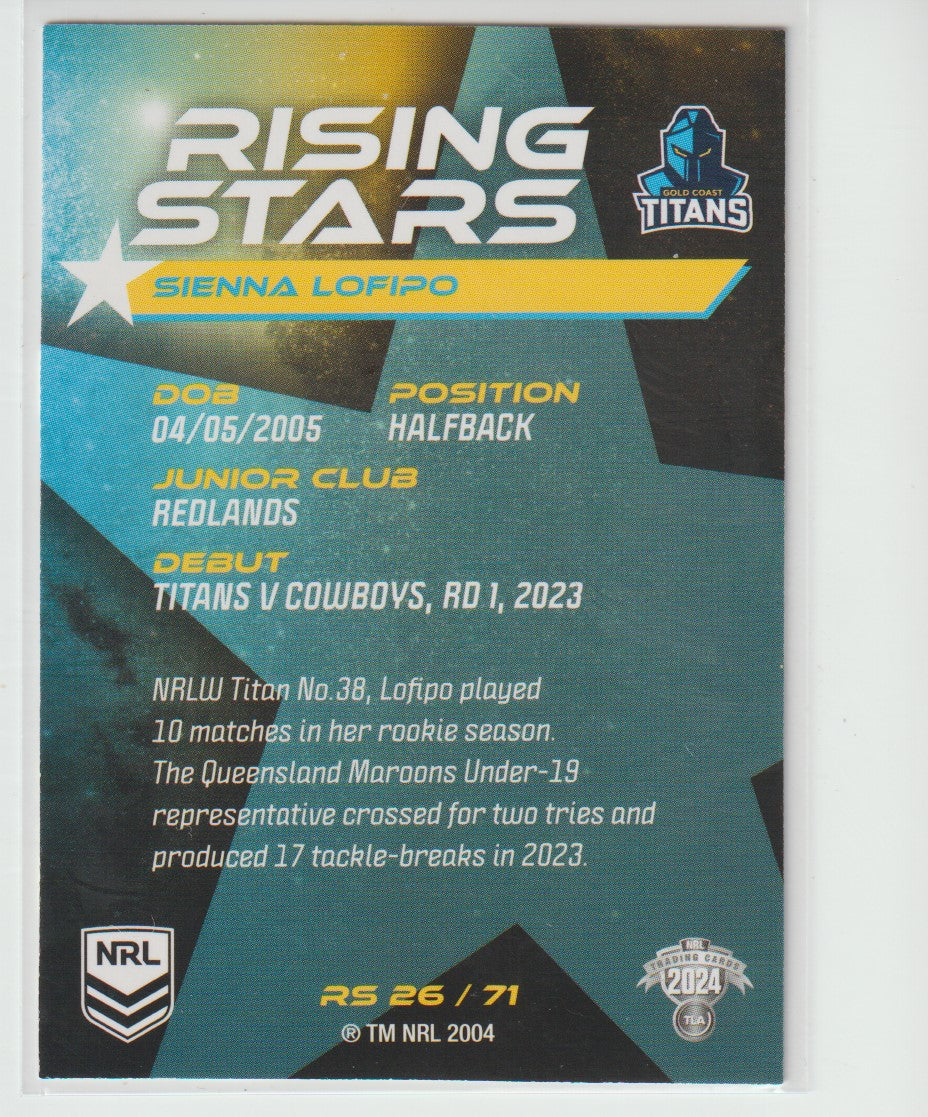 RISING
STARS
GOLD COAST
TITANS
SIENNA LOFIPO
DOB
04/05/2005
POSITION
HALFBACK
JUNIOR CLUB
REDLANDS
DEBUT
TITANS V COWBOYS, RD 1, 2023
NRLW Titan No.38, Lofipo played
10 matches in her rookie season.
The Queensland Maroons Under-19
representative crossed for two tries and
produced 17 tackle-breaks in 2023.
NRL
RS 26 / 71
® TM NRL 2004
NRL
TRADING CARDS
2024
TLA